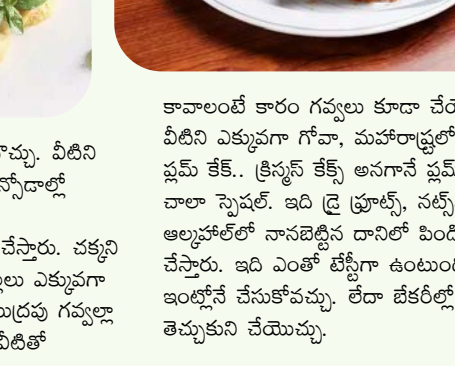 వీటిని
చేస్తారు. చక్కని
ఎక్కువగా
గవ్వల్లా
వీటితో
కావాలంటే కారం గవ్వలు కూడా
వీటిని ఎక్కువగా గోవా, మహారాష్ట్రలో
ప్లమ్ కేక్.. క్రిస్మస్ కేక్స్ అనగానే ప్లమ్
చాలా స్పెషల్. ఇది డ్రై ఫ్రూట్స్, నట్స్
ఆల్కహాల్‌లో నానబెట్టిన దానిలో
చేస్తారు. ఇది ఎంతో టేస్టీగా
ఇంట్లోనే చేసుకోవచ్చు. లేదా బేకరీల్లో
తెచ్చుకుని చేయొచ్చు.